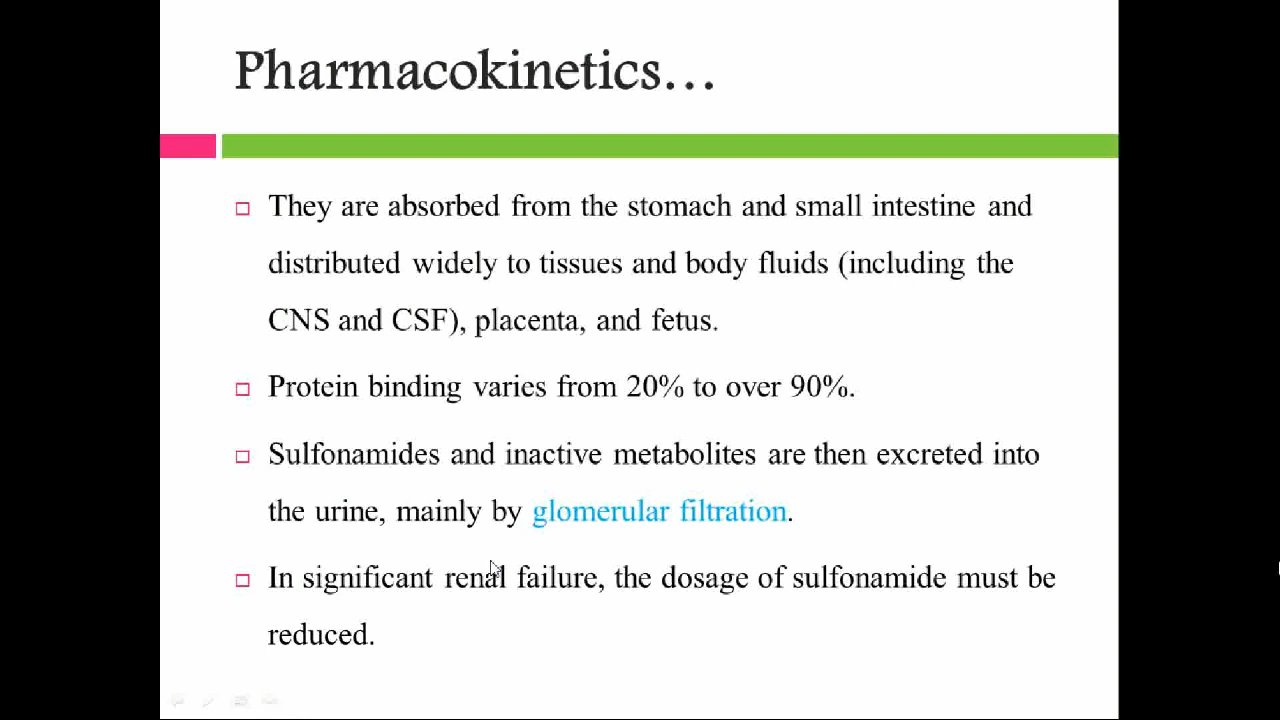 Pharmacokinetics...
They are absorbed from the stomach and small intestine and
distributed widely to tissues and body fluids (including the
CNS and CSF), placenta, and fetus.
Protein binding varies from 20% to over 90%.
Sulfonamides and inactive metabolites are then excreted into
the urine, mainly by glomerular filtration.
In significant renal failure, the dosage of sulfonamide must be
reduced.